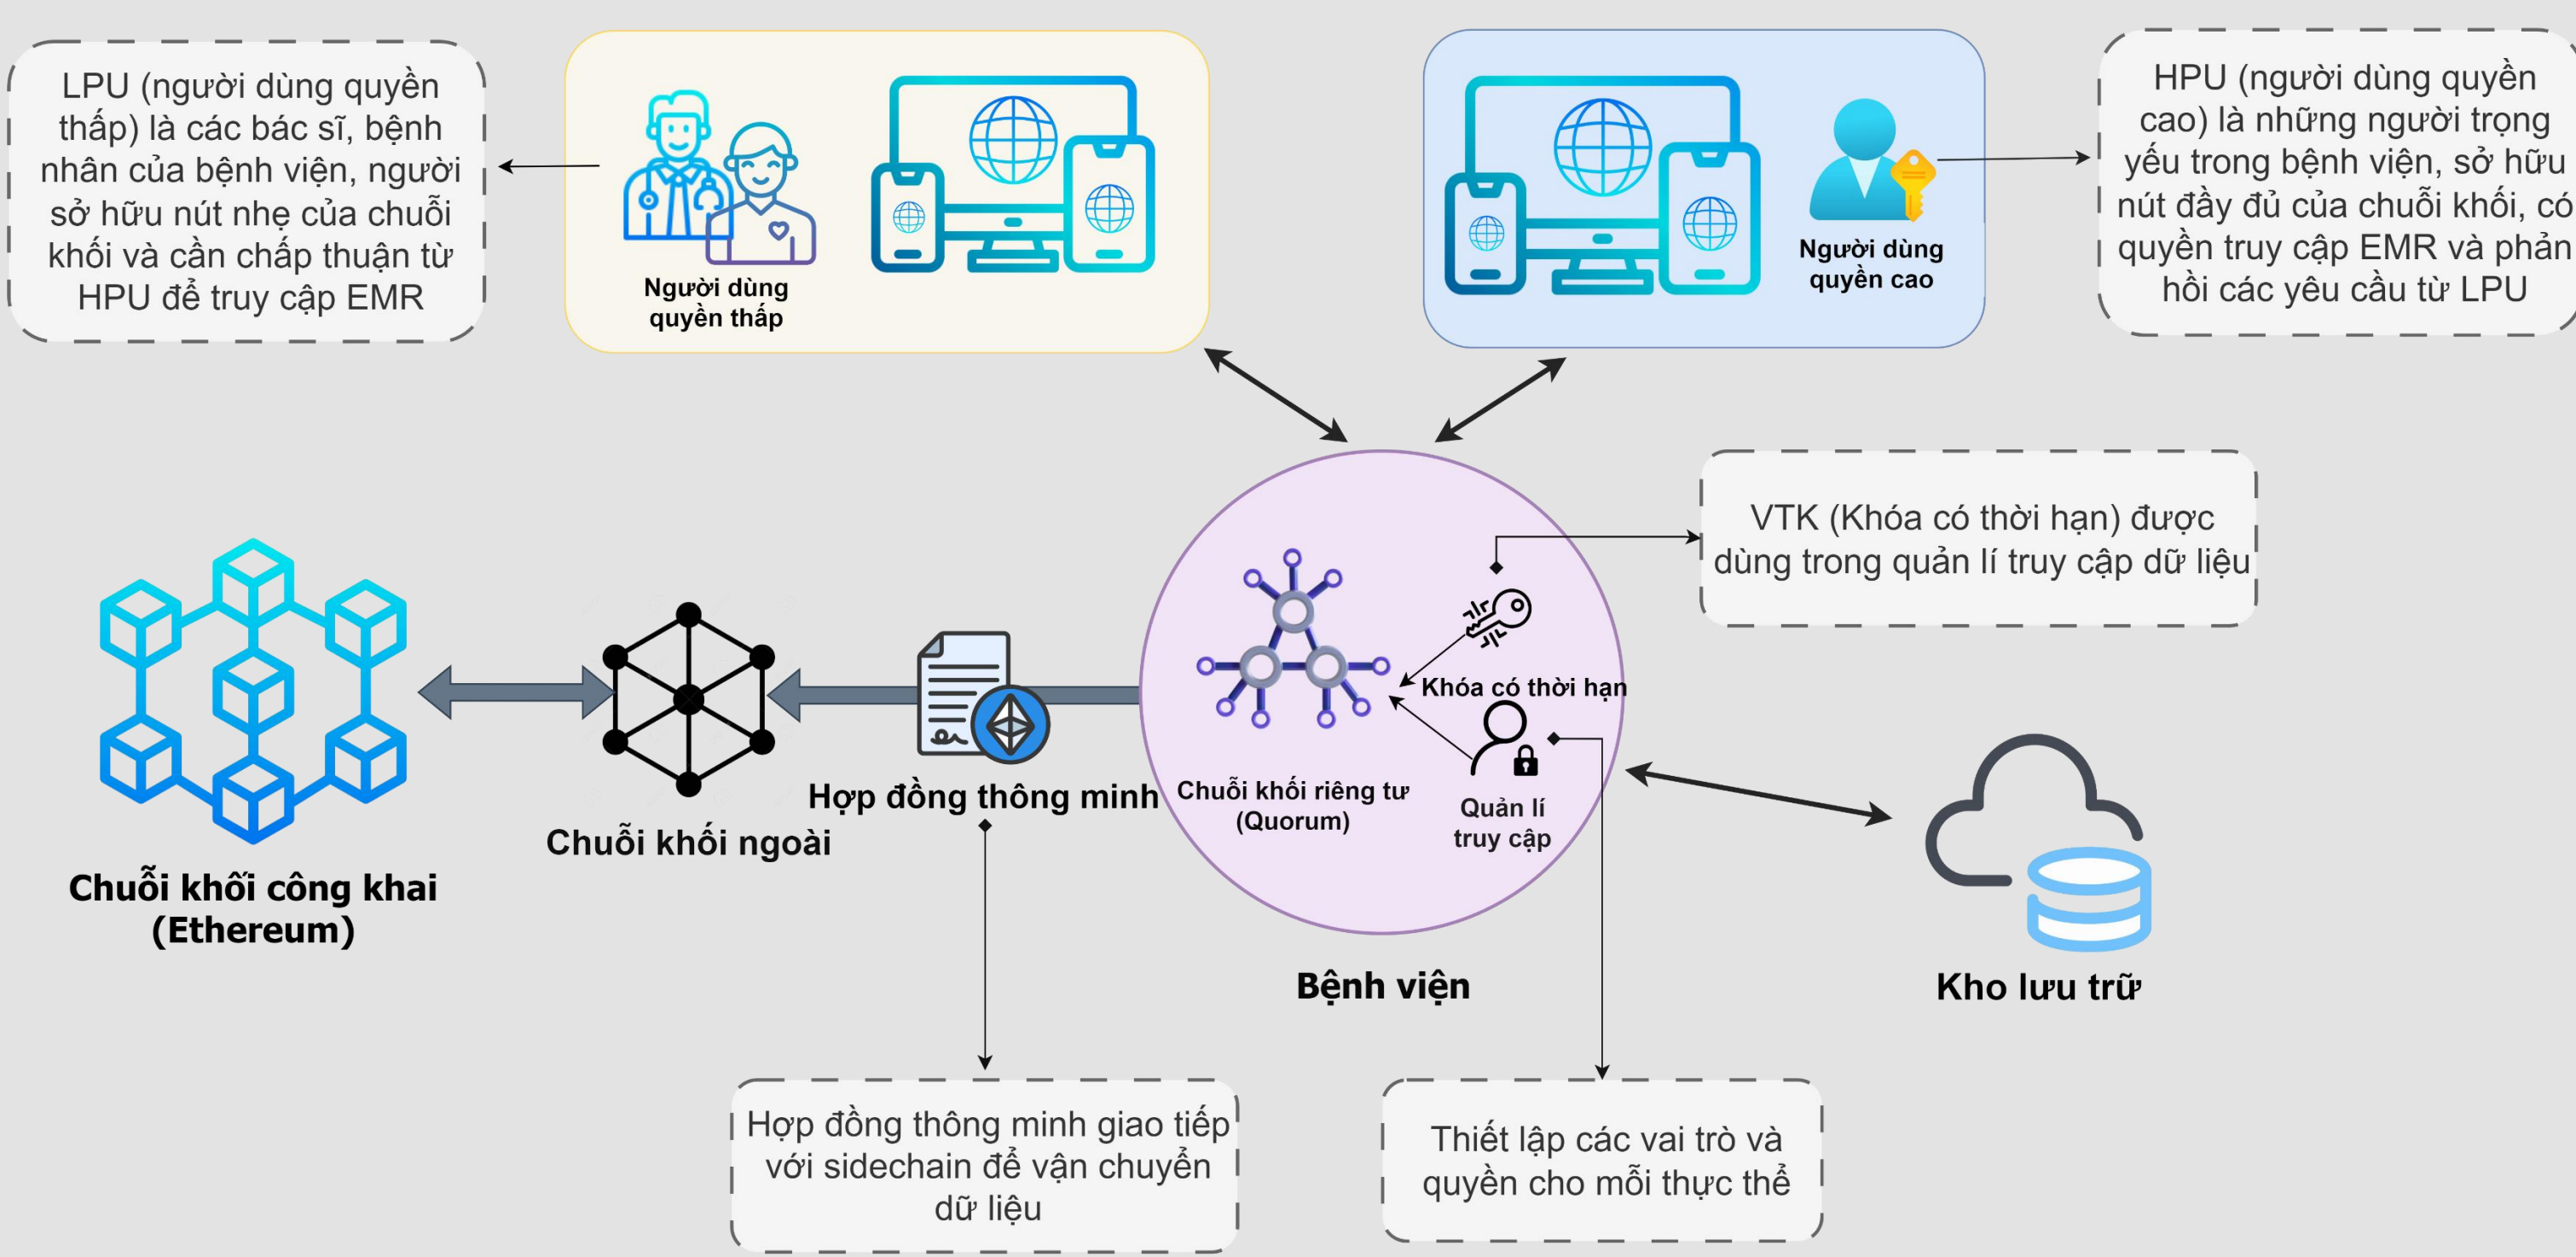 LPU (người dùng quyền
thấp) là các bác sĩ, bệnh
nhân của bệnh viện, người
sở hữu nút nhẹ của chuỗi
khối và cần chấp thuận từ
HPU để truy cập EMR
Người dùng
quyền thấp
Người dùng
quyền cao
HPU (người dùng quyền
cao) là những người trọng
yếu trong bệnh viện, sở hữu
nút đầy đủ của chuỗi khối, có
quyền truy cập EMR và phản
hồi các yêu cầu từ LPU
VTK (Khóa có thời hạn) được
dùng trong quản lí truy cập dữ liệu
Chuỗi khối công khai
(Ethereum)
Chuỗi khối ngoài
Hợp đồng thông minh
Chuỗi khối riêng tư
(Quorum)
Khóa có thời hạn
Quản lí
truy cập
Bệnh viện
Kho lưu trữ
Hợp đồng thông minh giao tiếp
với sidechain để vận chuyển
dữ liệu
Thiết lập các vai trò và
quyền cho mỗi thực thể